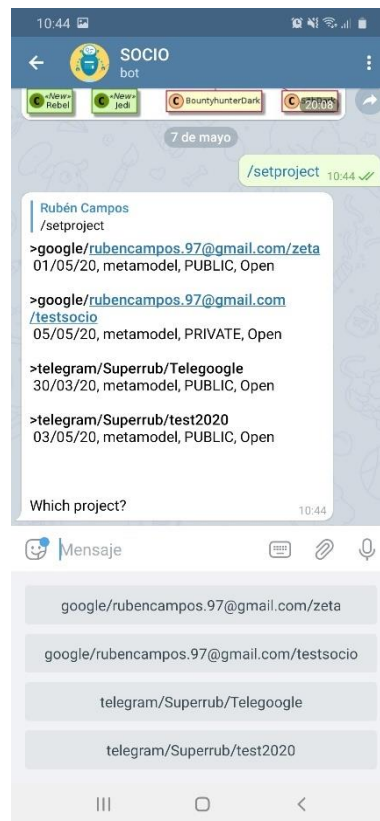 10:44
SOCIO
bot
C «New» Rebel
C «New» Jedi
C BountyhunterDark
C
20:08
7 de mayo
/setproject 10:44
Rubén Campos
/setproject
>google/rubencampos.97@gmail.com/zeta
01/05/20, metamodel, PUBLIC, Open
>google/rubencampos.97@gmail.com
/testsocio
05/05/20, metamodel, PRIVATE, Open
>telegram/Superrub/Telegoogle
30/03/20, metamodel, PUBLIC, Open
>telegram/Superrub/test2020
03/05/20, metamodel, PUBLIC, Open
Which project?
10:44
Mensaje
google/rubencampos.97@gmail.com/zeta
google/rubencampos.97@gmail.com/testsocio
telegram/Superrub/Telegoogle
telegram/Superrub/test2020